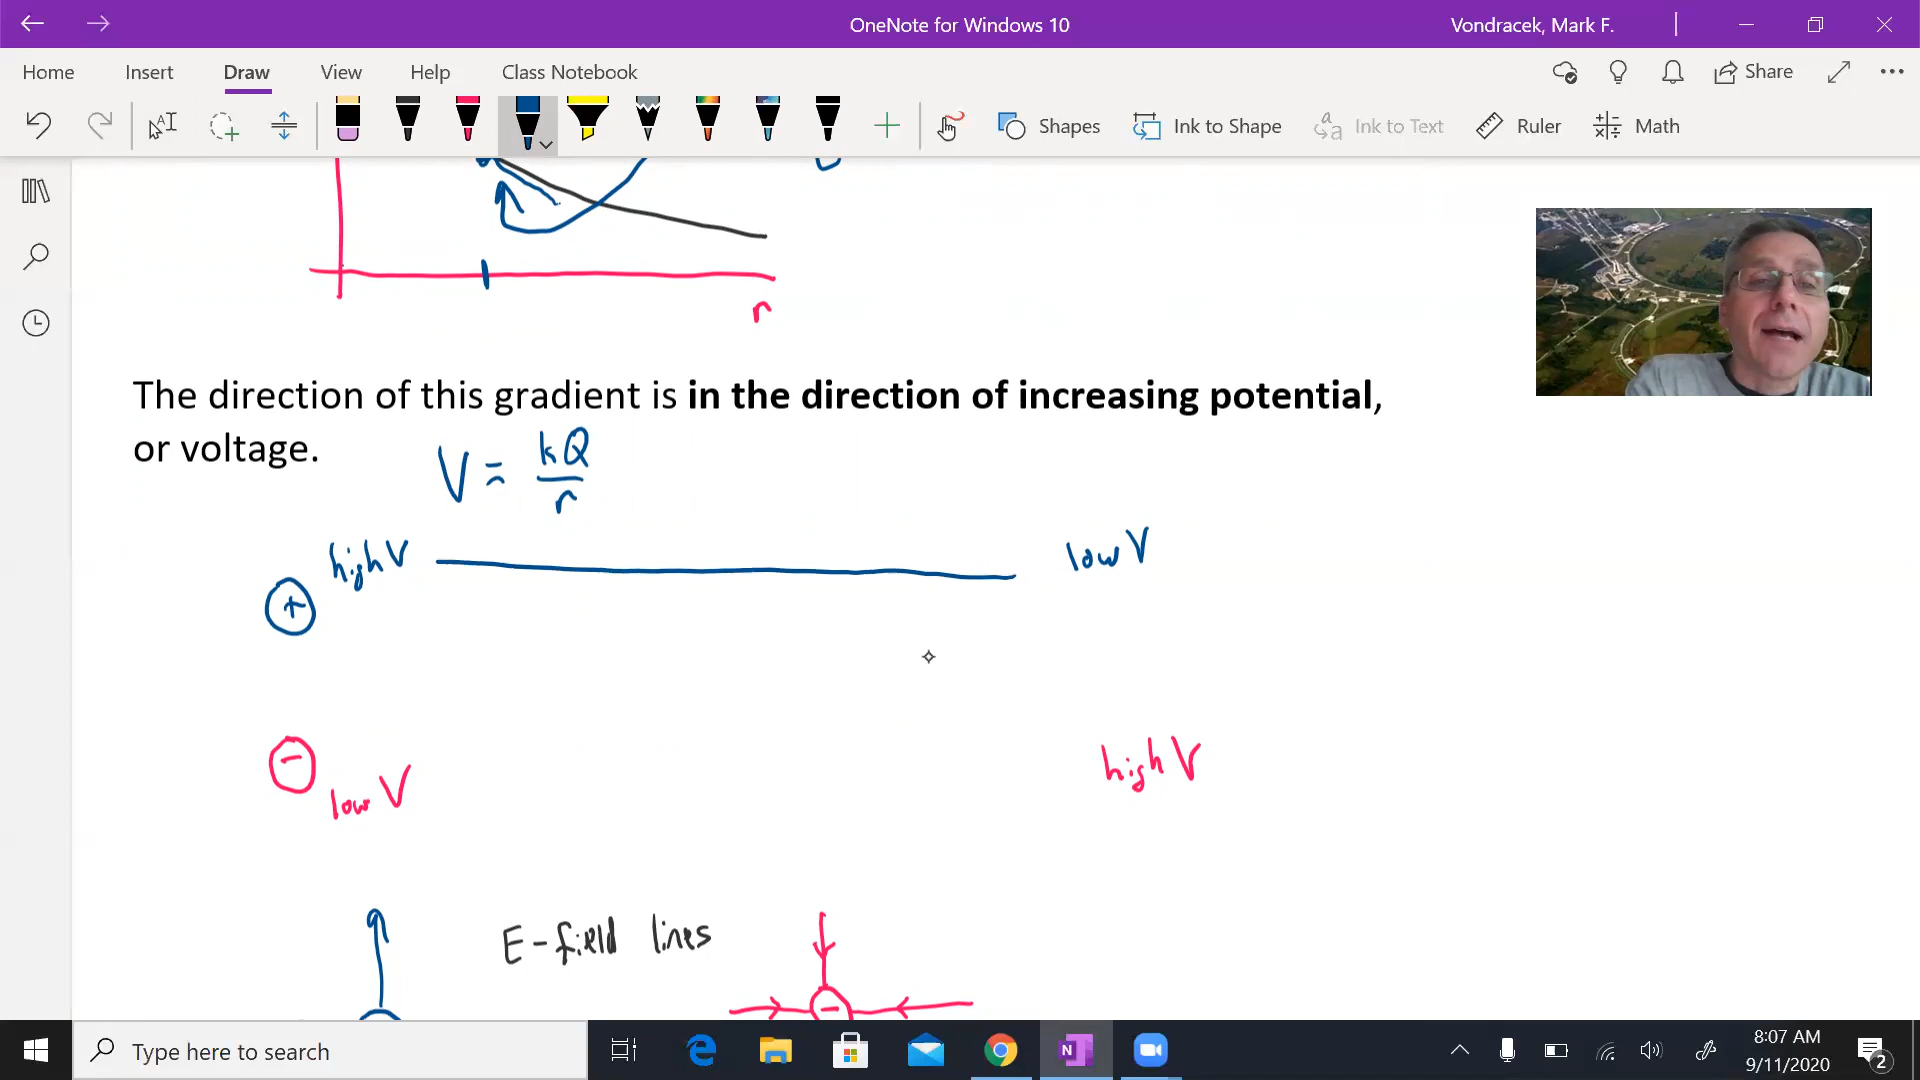 OneNote for Windows 10
Vondracek, Mark F.
Home Insert Draw View Help Class Notebook Share
Shapes Ink to Shape Ink to Text Ruler Math
r
The direction of this gradient is in the direction of increasing potential,
or voltage.
V = kQ/r
high V low V
+
−
low V high V
E-field lines
−
Type here to search
8:07 AM
9/11/2020
2